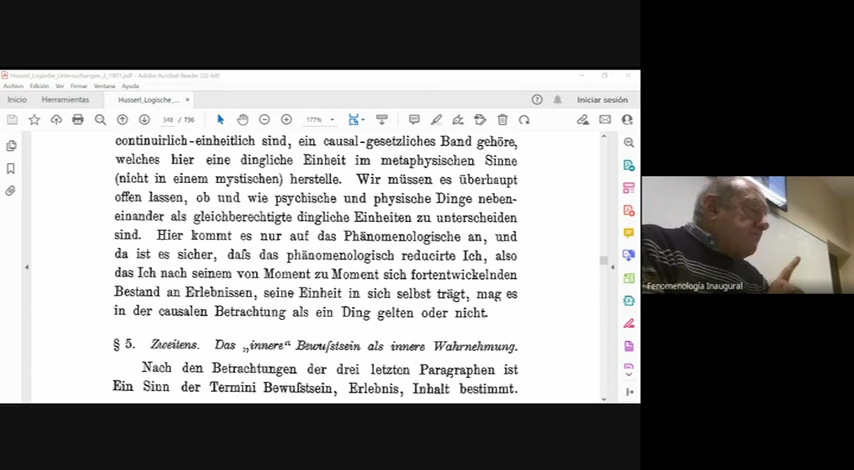 Husserl_Logische_Untersuchungen_2_1901.pdf - Adobe Acrobat Reader (32-bit)
Archivo Edición Ver Firmar Ventana Ayuda
Inicio Herramientas Husserl_Logische_... × Iniciar sesión
348 / 736 177%
continuirlich-einheitlich sind, ein causal-gesetzliches Band gehöre,
welches hier eine dingliche Einheit im metaphysischen Sinne
(nicht in einem mystischen) herstelle. Wir müssen es überhaupt
offen lassen, ob und wie psychische und physische Dinge neben-
einander als gleichberechtigte dingliche Einheiten zu unterscheiden
sind. Hier kommt es nur auf das Phänomenologische an, und
da ist es sicher, daſs das phänomenologisch reducirte Ich, also
das Ich nach seinem von Moment zu Moment sich fortentwickelnden
Bestand an Erlebnissen, seine Einheit in sich selbst trägt, mag es
in der causalen Betrachtung als ein Ding gelten oder nicht.
§ 5. Zweitens. Das „innere“ Bewuſstsein als innere Wahrnehmung.
Nach den Betrachtungen der drei letzton Paragraphen ist
Ein Sinn der Termini Bewuſstsein, Erlebnis, Inhalt bestimmt.
Fenomenología Inaugural